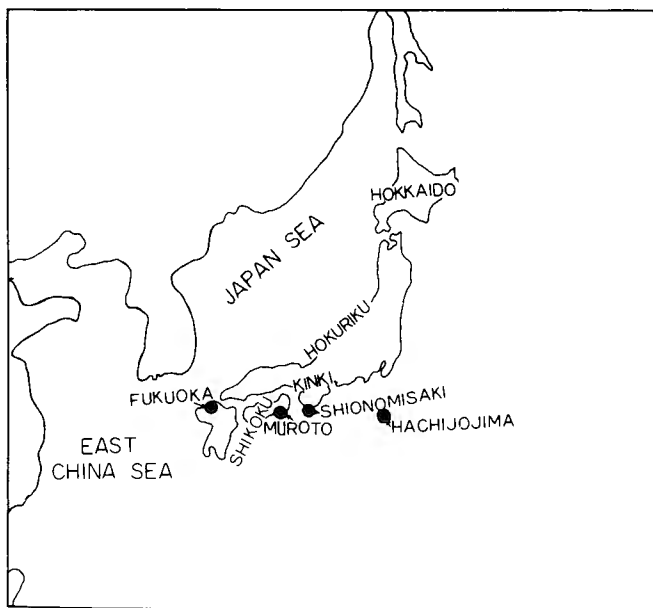 HOKKAIDO
JAPAN SEA
HOKURIKU
KINKI
FUKUOKA
SHIKOKU
SHIONOMISAKI
MUROTO
HACHIJOJIMA
EAST
CHINA SEA